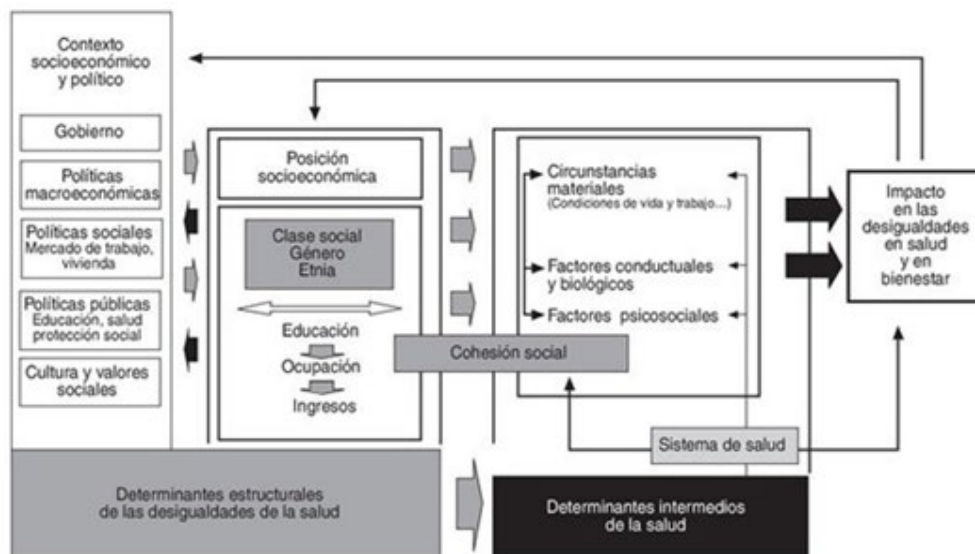 Contexto
socioeconómico
y político
Gobierno
Políticas
macroeconómicas
Políticas sociales
Mercado de trabajo,
vivienda
Políticas públicas
Educación, salud
protección social
Cultura y valores
sociales
Posición
socioeconómica
Clase social
Género
Etnia
Educación
Ocupación
Ingresos
Cohesión social
Circunstancias
materiales
(Condiciones de vida y trabajo...)
Factores conductuales
y biológicos
Factores psicosociales
Sistema de salud
Impacto
en las
desigualdades
en salud
y en
bienestar
Determinantes estructurales
de las desigualdades de la salud
Determinantes intermedios
de la salud